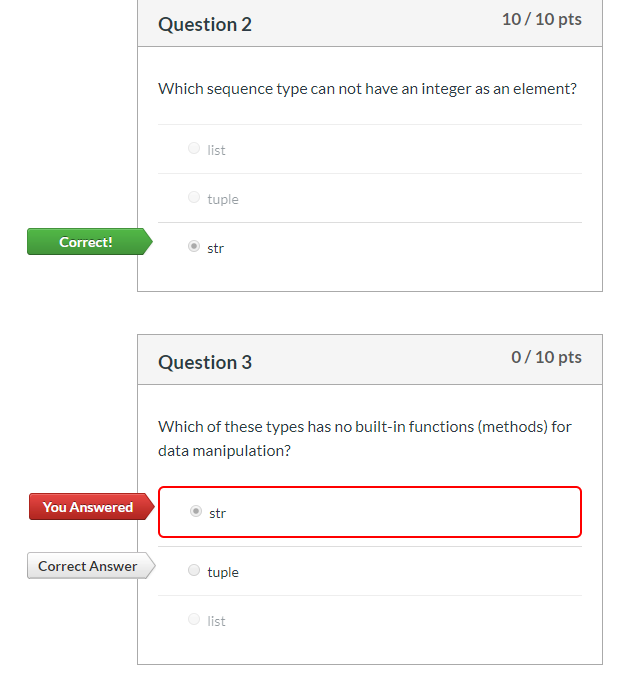 Question 2
10 / 10 pts
Which sequence type can not have an integer as an element?
list
tuple
Correct!
str
Question 3
0 / 10 pts
Which of these types has no built-in functions (methods) for
data manipulation?
You Answered
str
Correct Answer
tuple
list